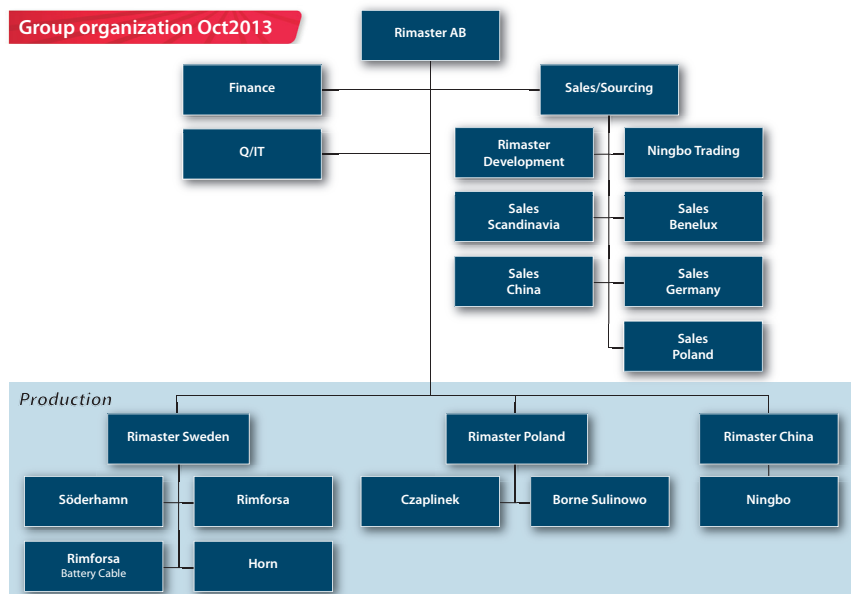 Group organization Oct2013
Rimaster AB
Finance
Sales/Sourcing
Q/IT
Rimaster
Development
Ningbo Trading
Sales
Scandinavia
Sales
Benelux
Sales
China
Sales
Germany
Sales
Poland
Production
Rimaster Sweden
Rimaster Poland
Rimaster China
Söderhamn
Rimforsa
Czaplinek
Borne Sulinowo
Ningbo
Rimforsa
Battery Cable
Horn